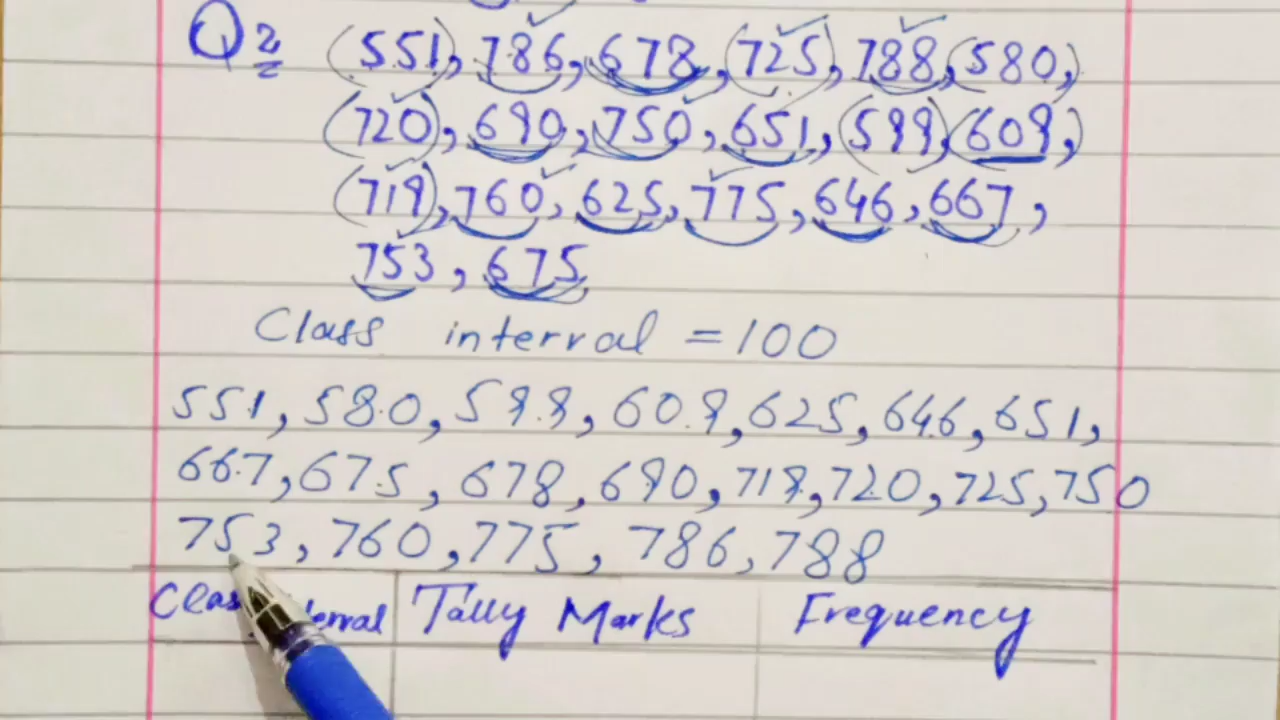 Q2 (551), 786, 678, (725), 788, (580,)
(720), 690, 750, 651, (599), (609,)
(719), 760, 625, 775, 646, 667,
753, 675,
Class interval = 100
551, 580, 599, 609, 625, 646, 651,
667, 675, 678, 690, 719, 720, 725, 750
753, 760, 775, 786, 788
Tally Marks Frequency